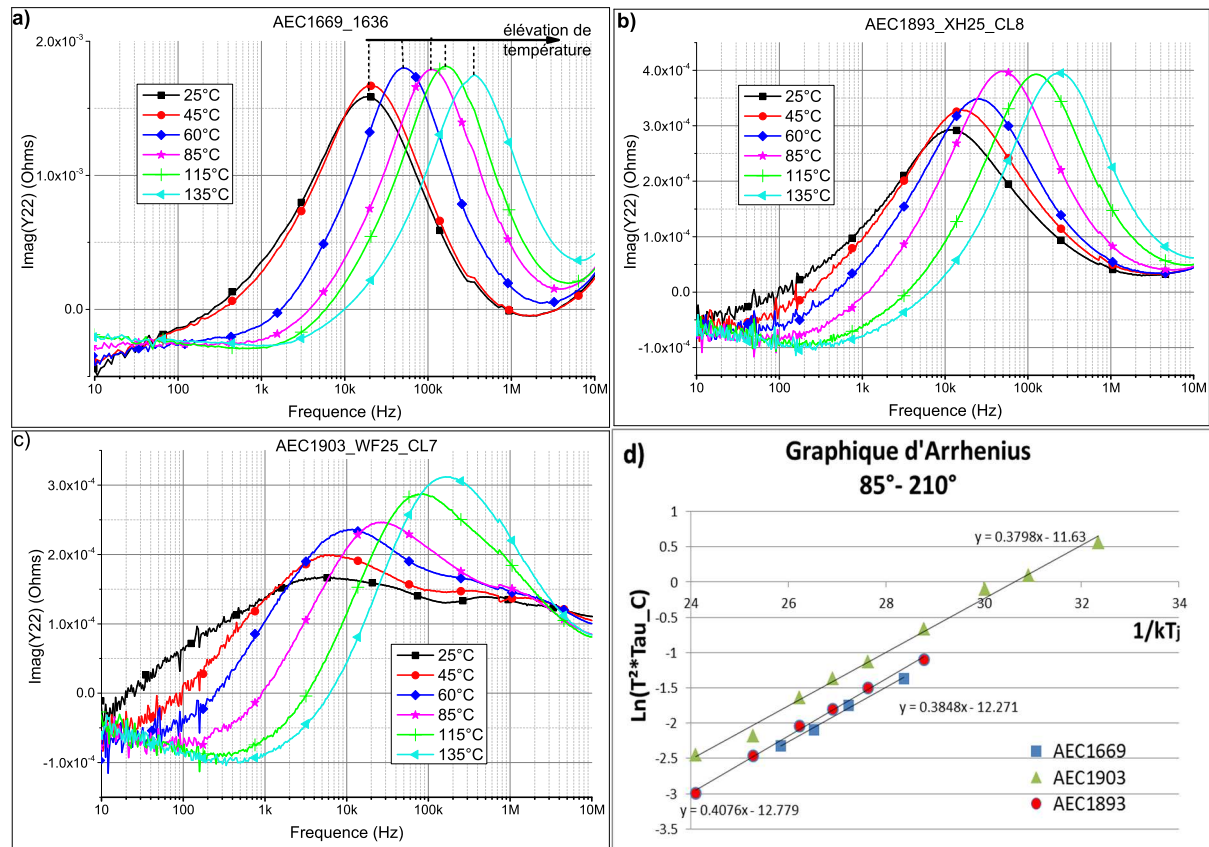 a)
AEC1669_1636
élévation de
température
2.0x10⁻³
1.0x10⁻³
0.0
Imag(Y22) (Ohms)
25°C
45°C
60°C
85°C
115°C
135°C
10 100 1k 10k 100k 1M 10M
Frequence (Hz)
b)
AEC1893_XH25_CL8
4.0x10⁻⁴
3.0x10⁻⁴
2.0x10⁻⁴
1.0x10⁻⁴
0.0
-1.0x10⁻⁴
Imag(Y22) (Ohms)
25°C
45°C
60°C
85°C
115°C
135°C
10 100 1k 10k 100k 1M 10M
Frequence (Hz)
c)
AEC1903_WF25_CL7
3.0x10⁻⁴
2.0x10⁻⁴
1.0x10⁻⁴
0.0
-1.0x10⁻⁴
Imag(Y22) (Ohms)
25°C
45°C
60°C
85°C
115°C
135°C
10 100 1k 10k 100k 1M 10M
Frequence (Hz)
d)
Graphique d'Arrhenius
85°- 210°
1
0.5
0
-0.5
-1
-1.5
-2
-2.5
-3
-3.5
Ln(T²*Tau_C)
24 26 28 30 32 34
1/kTj
y = 0.3798x - 11.63
y = 0.3848x - 12.271
y = 0.4076x - 12.779
AEC1669
AEC1903
AEC1893